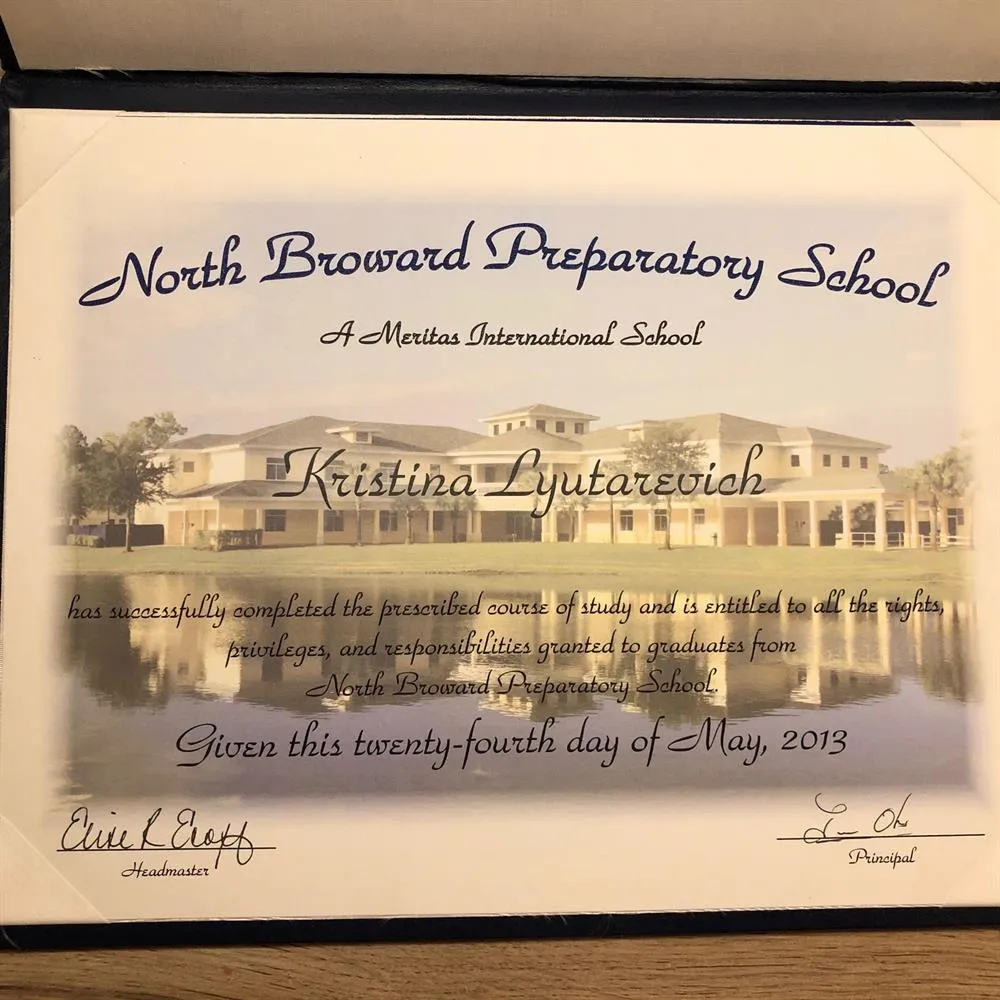 North Broward Preparatory School
A Meritas International School
Kristina Lyutarevich
has successfully completed the prescribed course of study and is entitled to all the rights,
privileges, and responsibilities granted to graduates from
North Broward Preparatory School.
Given this twenty-fourth day of May, 2013
Headmaster
Principal